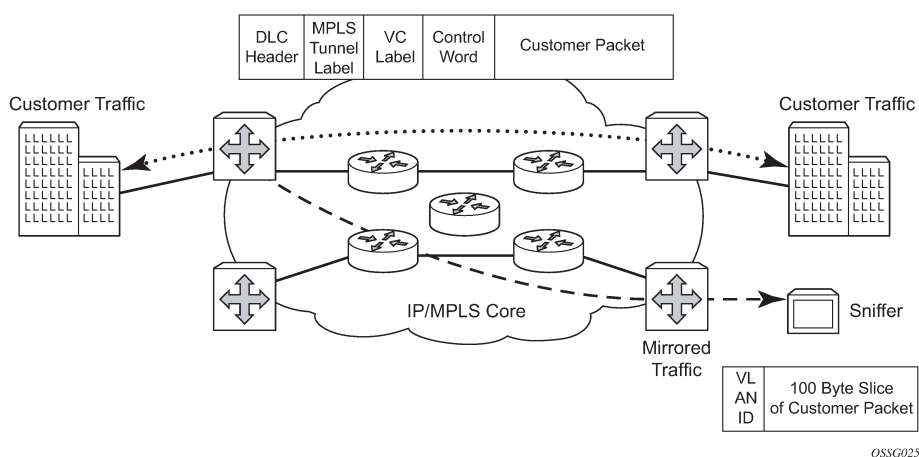 DLC
Header
MPLS
Tunnel
Label
VC
Label
Control
Word
Customer Packet
Customer Traffic
Customer Traffic
IP/MPLS Core
Sniffer
Mirrored
Traffic
VL
AN
ID
100 Byte Slice
of Customer Packet
OSSG025